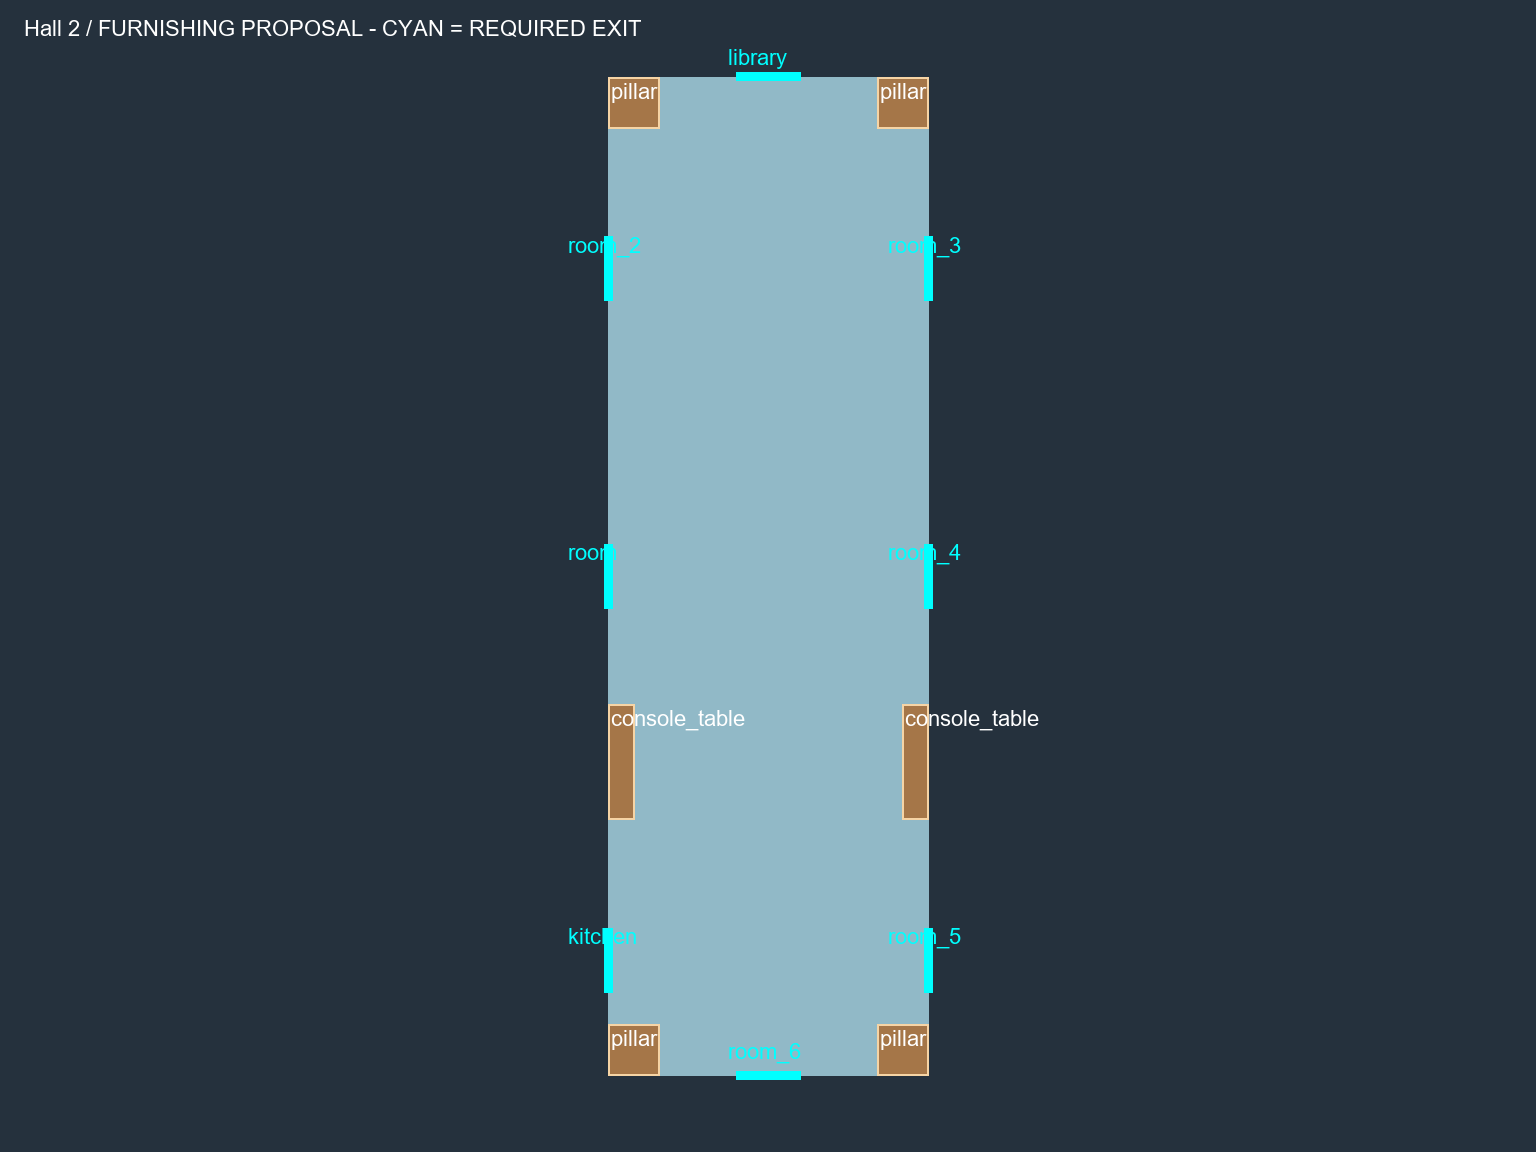 Hall 2 / FURNISHING PROPOSAL - CYAN = REQUIRED EXIT
library
pillar
pillar
room_2
room_3
room
room_4
console_table
console_table
kitchen
room_5
pillar
pillar
room_6